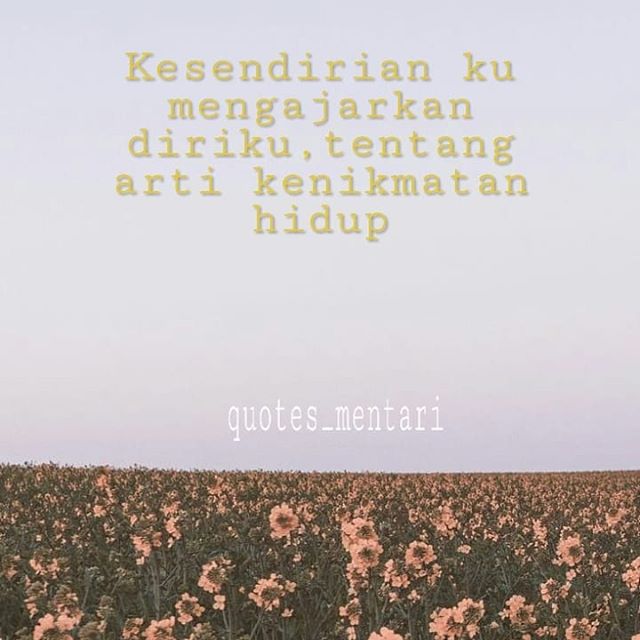 Kesendirian ku
mengajarkan
diriku,tentang
arti kenikmatan
hidup
quotes_mentari